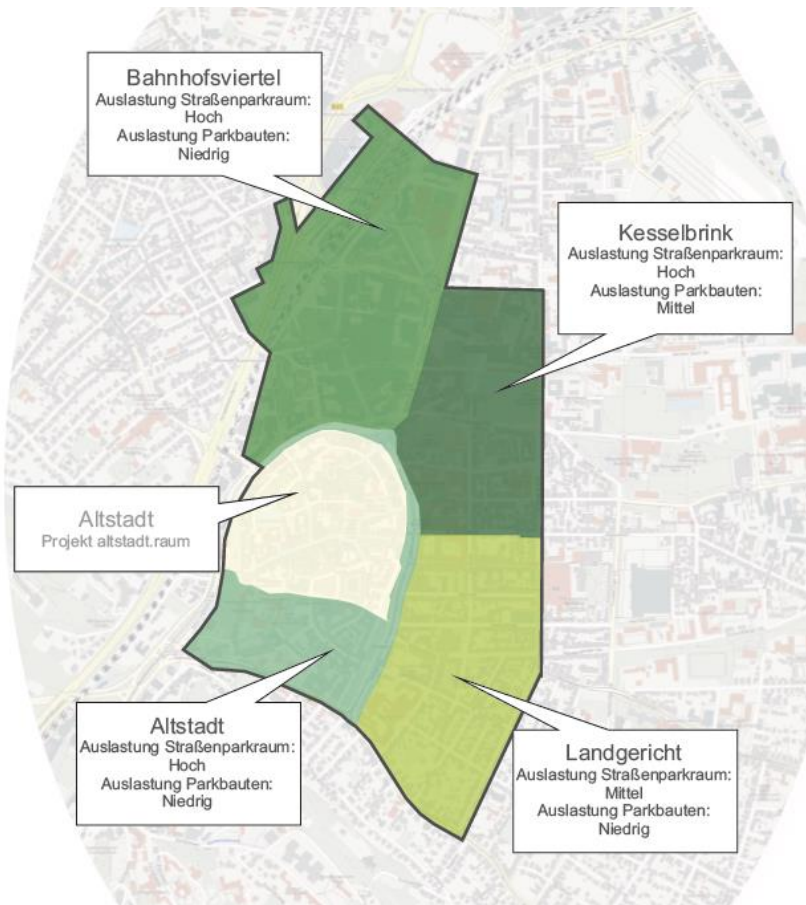 Bahnhofsviertel
Auslastung Straßenparkraum:
Hoch
Auslastung Parkbauten:
Niedrig
Kesselbrink
Auslastung Straßenparkraum:
Hoch
Auslastung Parkbauten:
Mittel
Altstadt
Projekt altstadt.raum
Altstadt
Auslastung Straßenparkraum:
Hoch
Auslastung Parkbauten:
Niedrig
Landgericht
Auslastung Straßenparkraum:
Mittel
Auslastung Parkbauten:
Niedrig